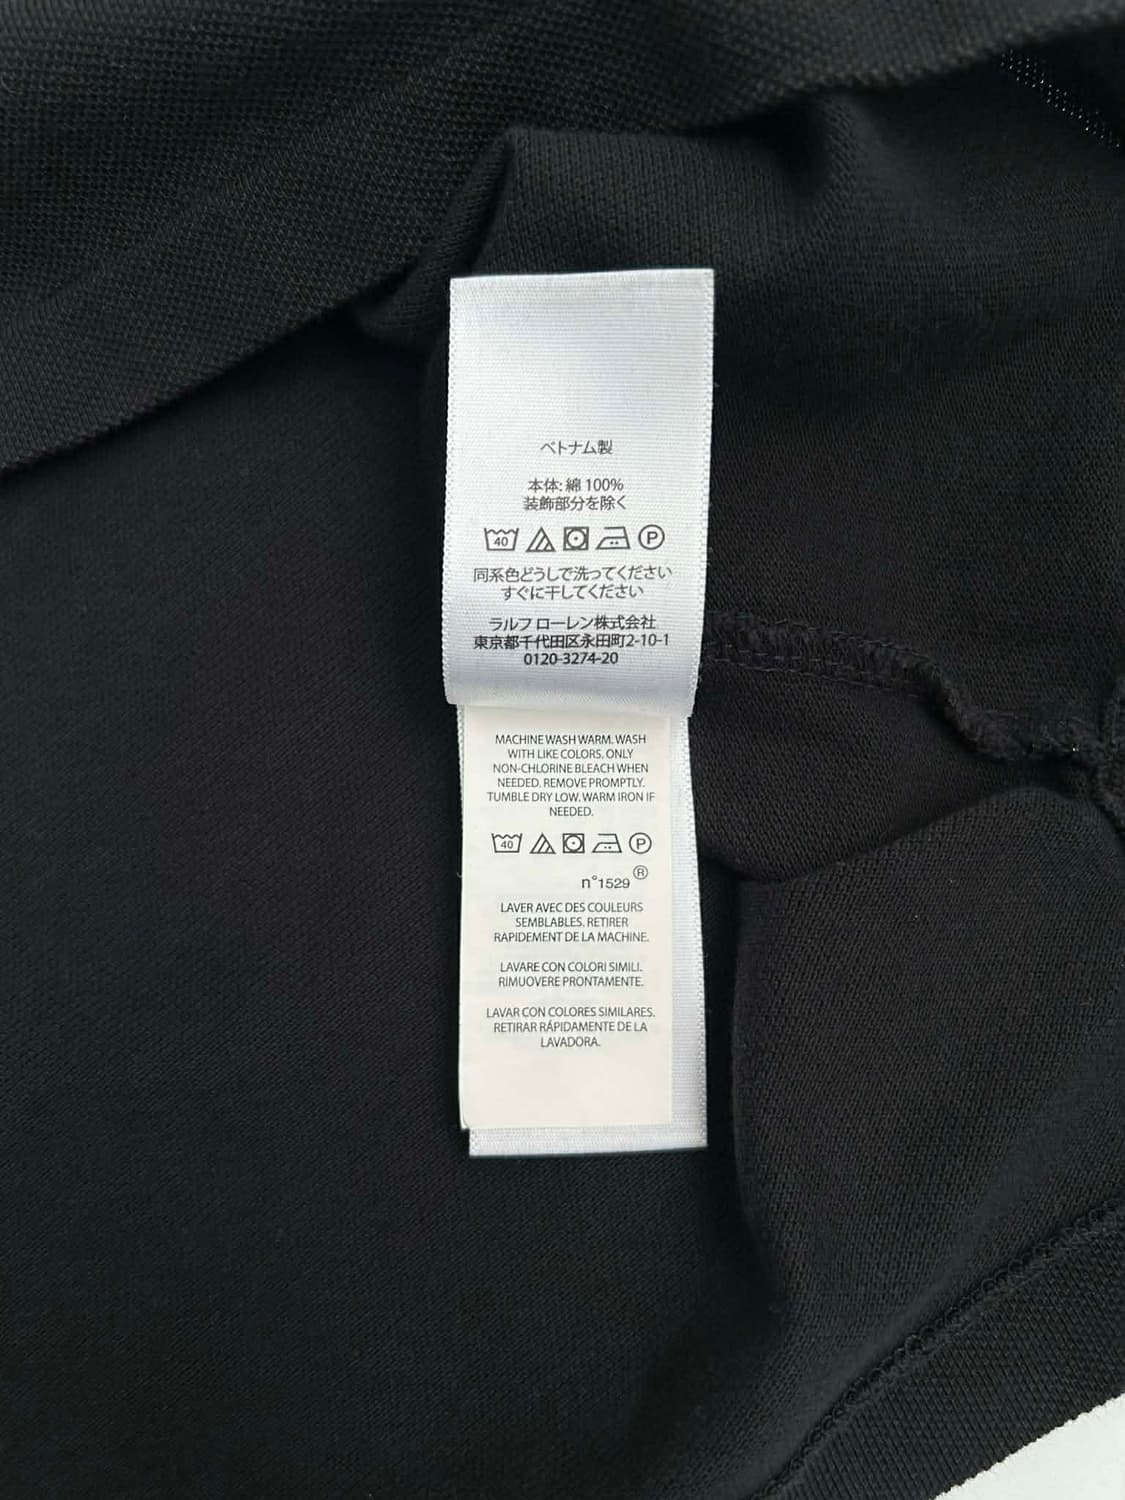 ベトナム製
本体: 綿 100%
装飾部分を除く
40 P
同系色どうしで洗ってください
すぐに干してください
ラルフ ローレン株式会社
東京都千代田区永田町2-10-1
0120-3274-20
MACHINE WASH WARM. WASH
WITH LIKE COLORS. ONLY
NON-CHLORINE BLEACH WHEN
NEEDED. REMOVE PROMPTLY.
TUMBLE DRY LOW. WARM IRON IF
NEEDED.
40 P
n°1529®
LAVER AVEC DES COULEURS
SEMBLABLES. RETIRER
RAPIDEMENT DE LA MACHINE.
LAVARE CON COLORI SIMILI.
RIMUOVERE PRONTAMENTE.
LAVAR CON COLORES SIMILARES.
RETIRAR RÁPIDAMENTE DE LA
LAVADORA.